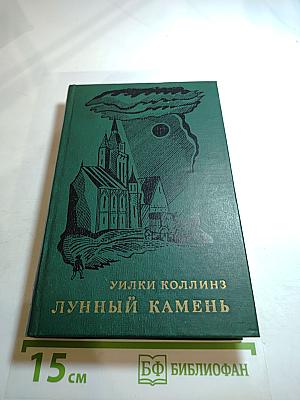 УИЛКИ КОЛЛИНЗ
ЛУННЫЙ КАМЕНЬ
15 см БФ БИБЛИОФАН